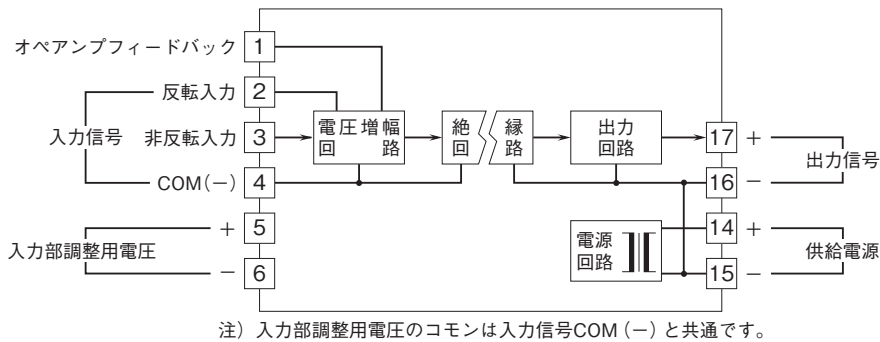 オペアンプフィードバック 1
反転入力 2
入力信号
非反転入力 3
COM(−) 4
+ 5
入力部調整用電圧
− 6
電圧増幅
回　　路
絶 縁
回 路
出力
回路
17 +
出力信号
16 −
電源
回路
14 +
供給電源
15 −
注）入力部調整用電圧のコモンは入力信号COM（−）と共通です。